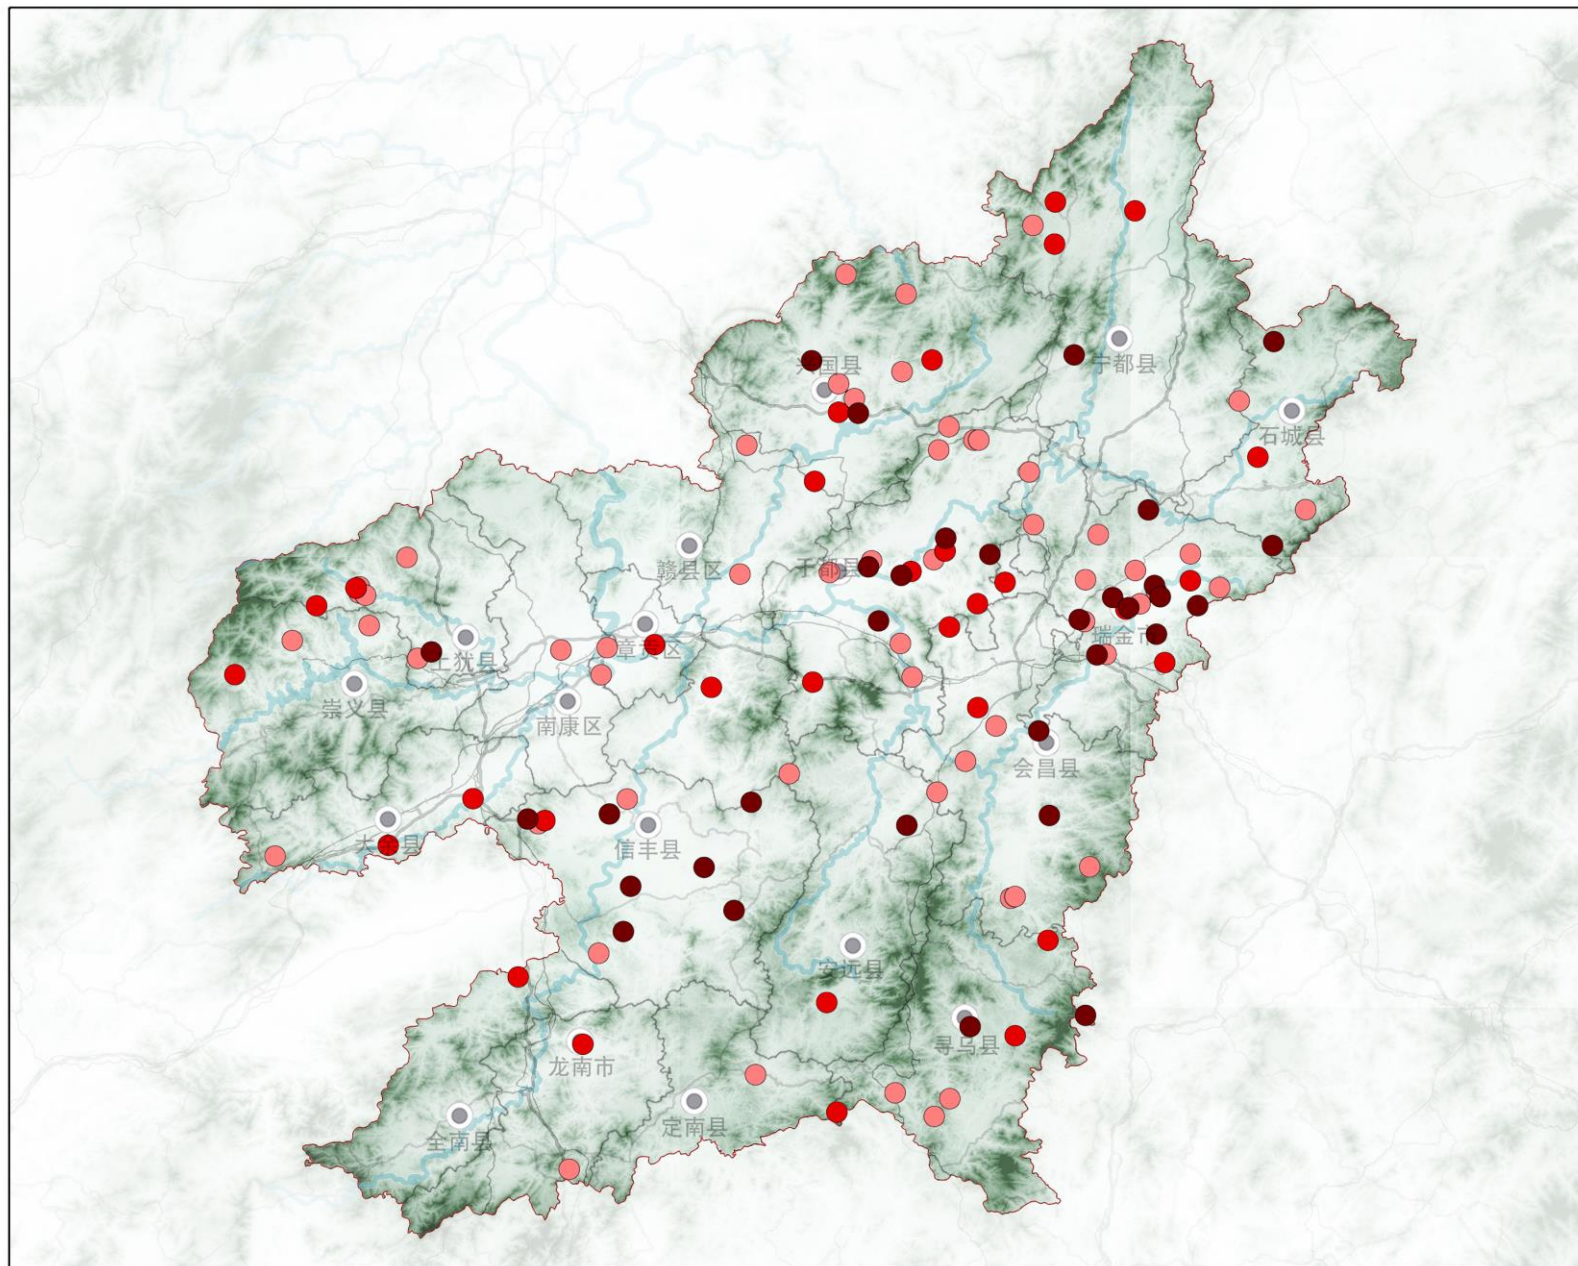 宁都县
兴国县
石城县
赣县区
于都县
瑞金市
章贡区
上犹县
崇义县
南康区
会昌县
信丰县
大余县
安远县
寻乌县
龙南市
定南县
全南县